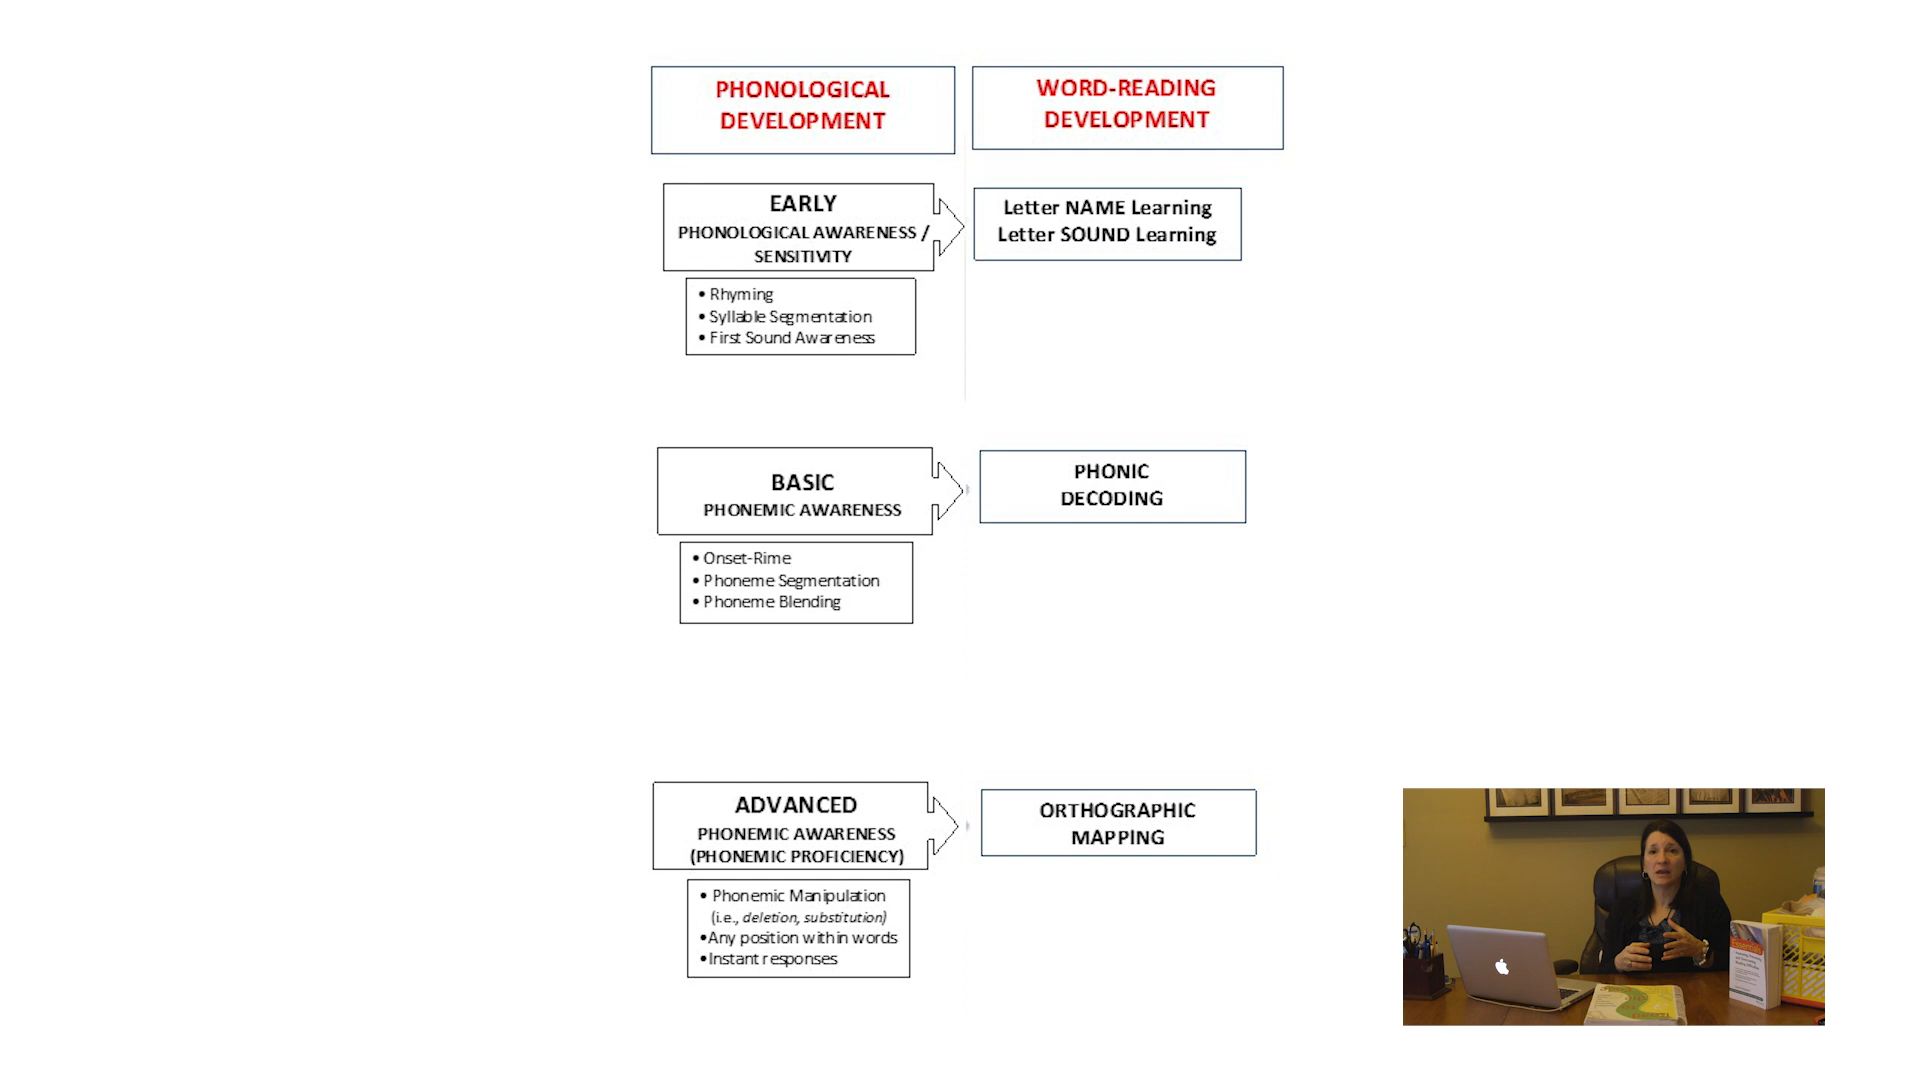 PHONOLOGICAL
DEVELOPMENT
WORD-READING
DEVELOPMENT
EARLY
PHONOLOGICAL AWARENESS /
SENSITIVITY
Letter NAME Learning
Letter SOUND Learning
• Rhyming
• Syllable Segmentation
• First Sound Awareness
BASIC
PHONEMIC AWARENESS
PHONIC
DECODING
• Onset-Rime
• Phoneme Segmentation
• Phoneme Blending
ADVANCED
PHONEMIC AWARENESS
(PHONEMIC PROFICIENCY)
ORTHOGRAPHIC
MAPPING
• Phonemic Manipulation
(i.e., deletion, substitution)
•Any position within words
•Instant responses
Essentials